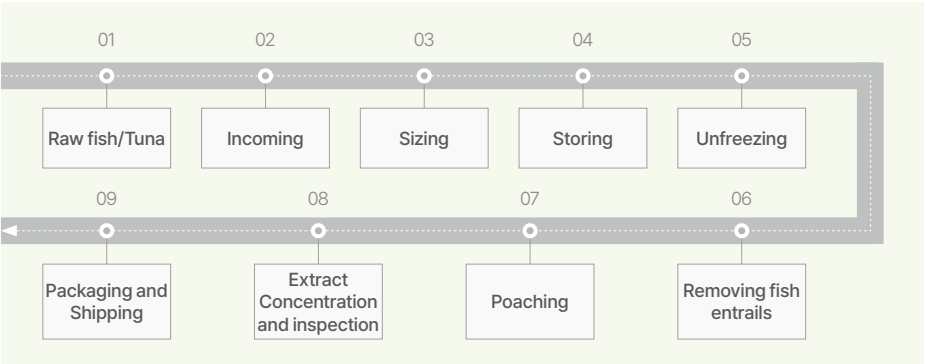 01
02
03
04
05
Raw fish/Tuna
Incoming
Sizing
Storing
Unfreezing
09
08
07
06
Packaging and
Shipping
Extract
Concentration
and inspection
Poaching
Removing fish
entrails